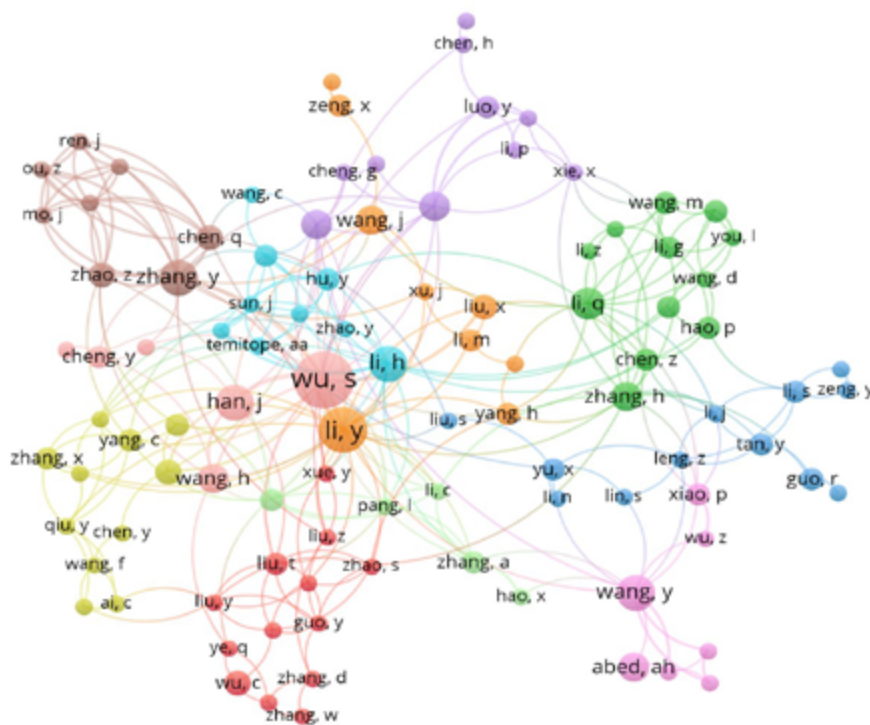 chen, h
zeng, x
luo, y
ren, j
li, p
ou, z
cheng, g
xie, x
wang, c
wang, m
mo, j
wang, j
chen, q
you, l
li, z
li, g
zhao, z
zhang, y
hu, y
wang, d
xu, j
sun, j
liu, x
li, q
zhao, y
hao, p
temitope, aa
li, m
cheng, y
li, h
chen, z
wu, s
li, s
zeng, y
han, j
zhang, h
yang, h
li, j
liu, s
li, y
yang, c
tan, y
zhang, x
leng, z
wang, h
xue, y
yu, x
guo, r
li, c
xiao, p
li, n
lin, s
pang, l
qiu, y
chen, y
liu, z
wu, z
wang, f
liu, t
zhao, s
zhang, a
wang, y
hao, x
ai, c
liu, y
guo, y
ye, q
abed, ah
wu, c
zhang, d
zhang, w